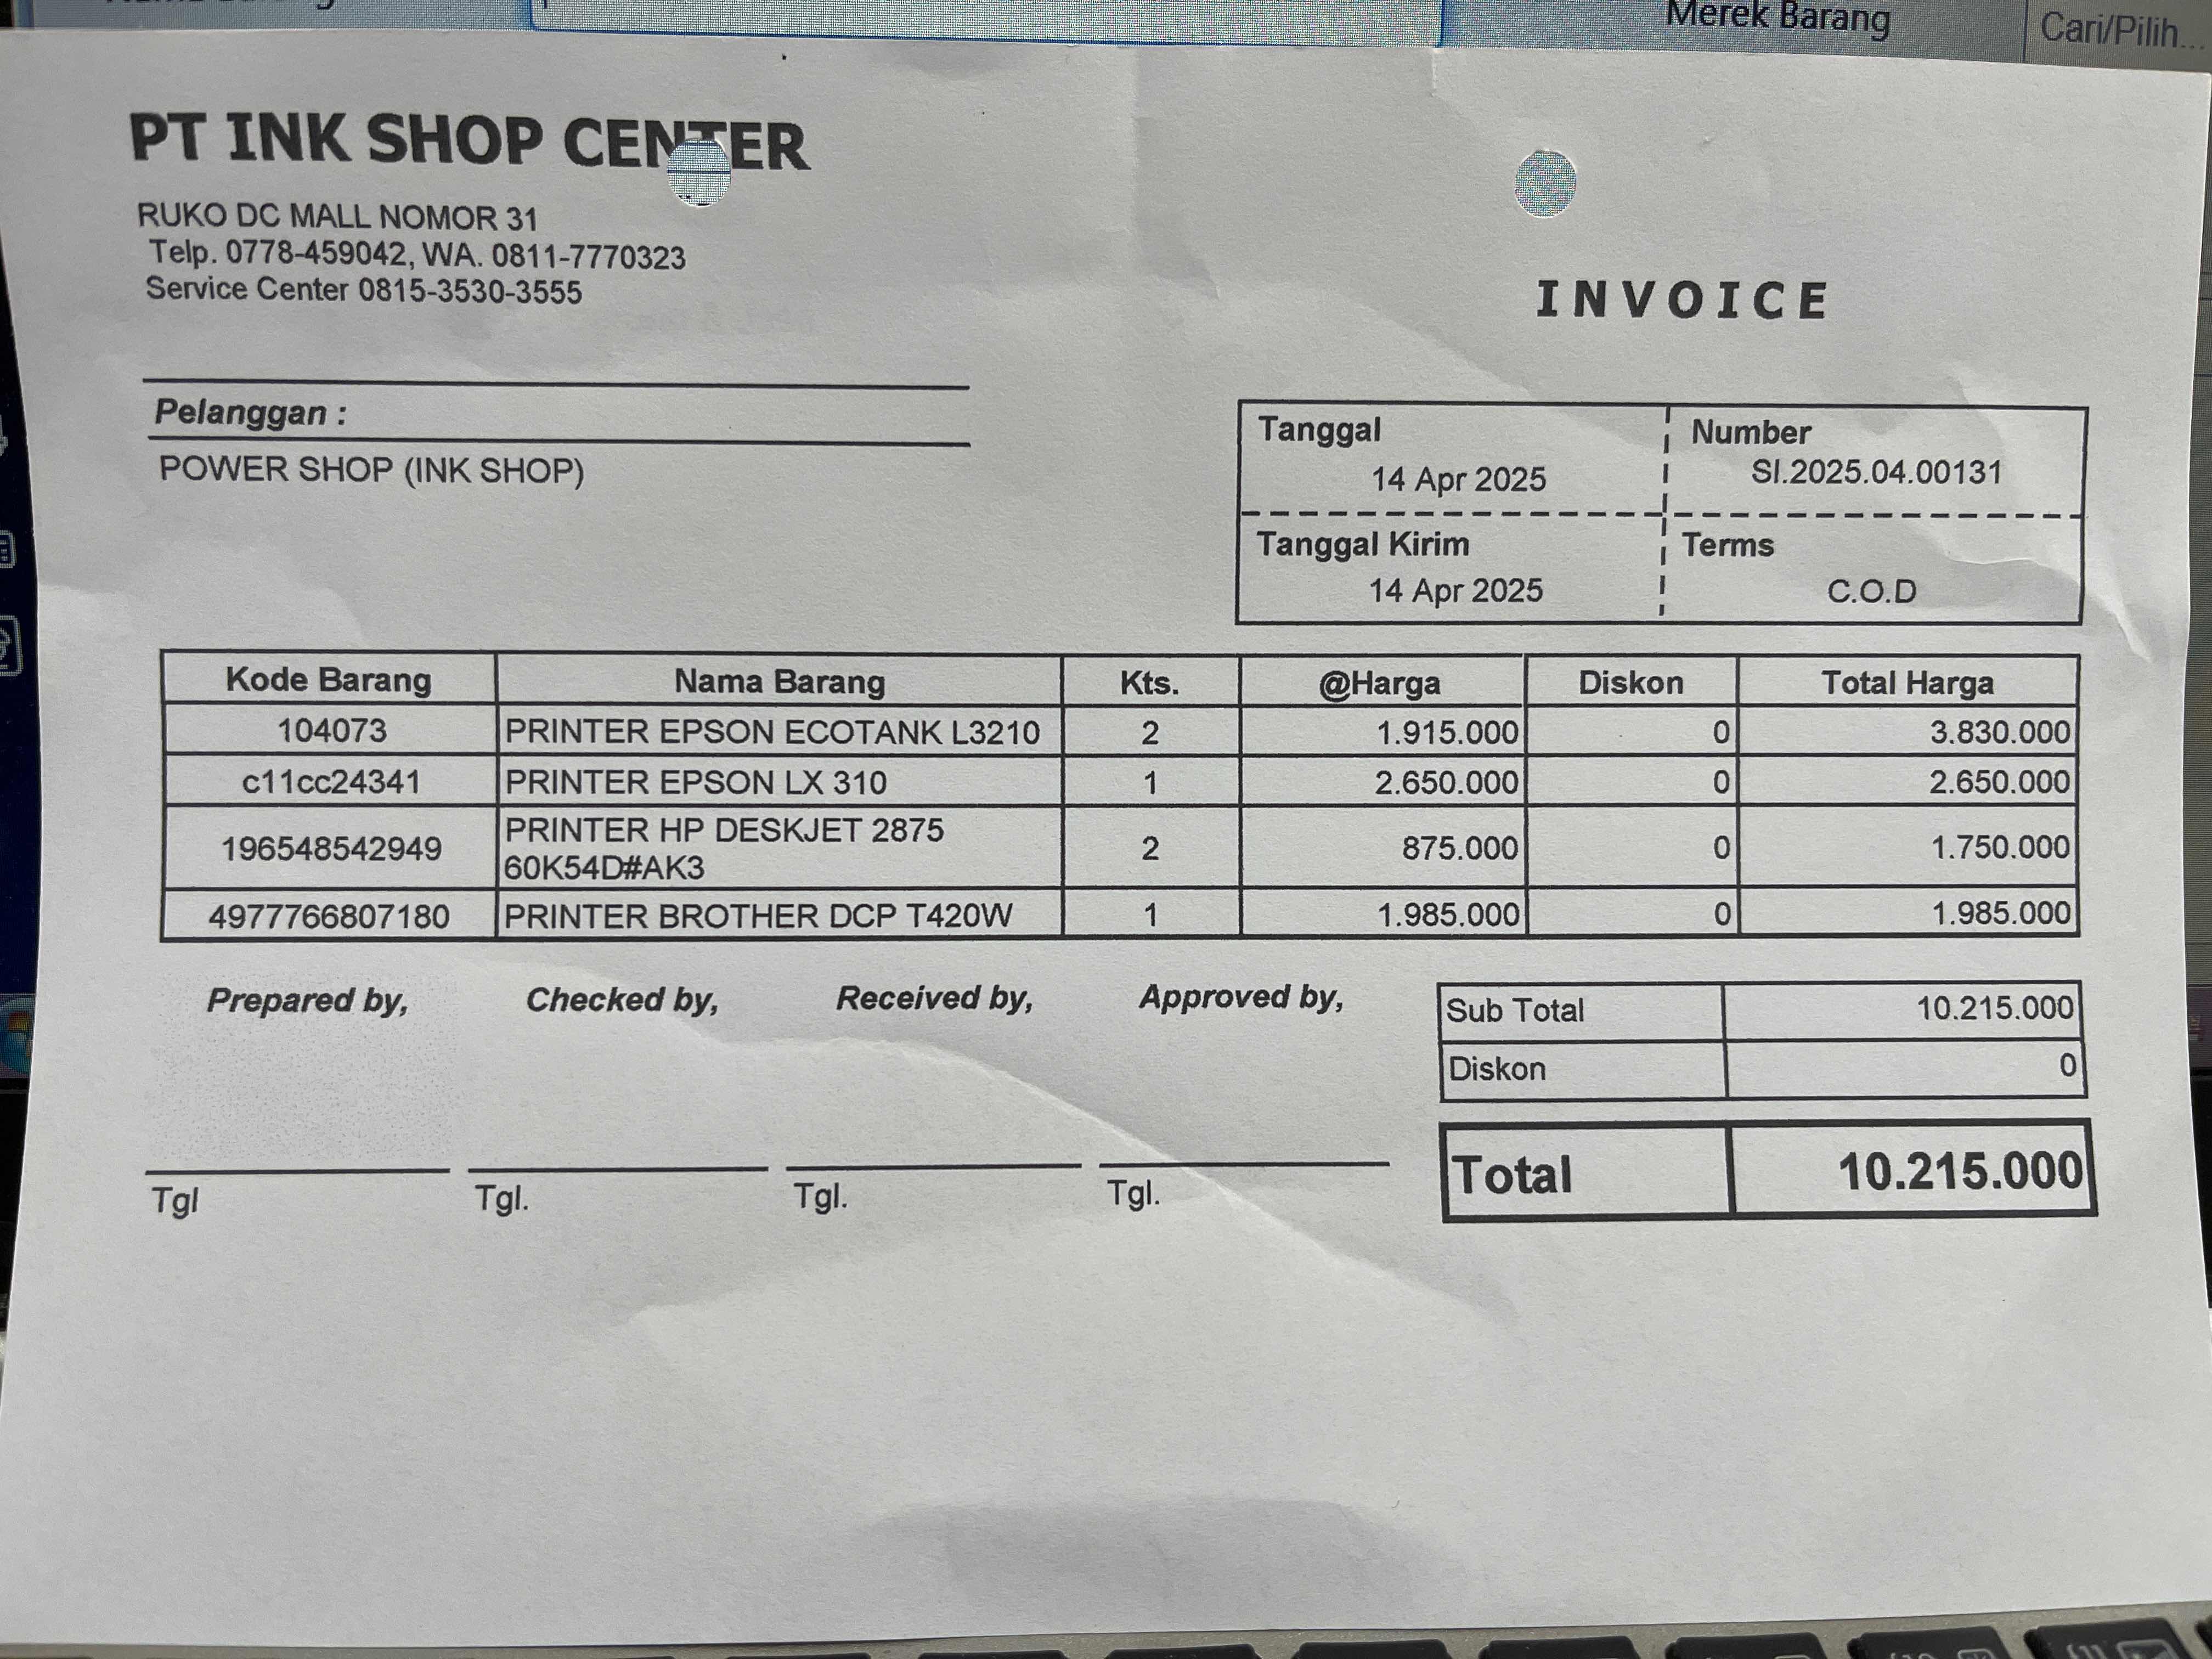 Merek Barang
Cari/Pilih...
PT INK SHOP CENTER
RUKO DC MALL NOMOR 31
Telp. 0778-459042, WA. 0811-7770323
Service Center 0815-3530-3555
INVOICE
Pelanggan :
POWER SHOP (INK SHOP)
Tanggal Number
14 Apr 2025 SI.2025.04.00131
Tanggal Kirim Terms
14 Apr 2025 C.O.D
Kode Barang Nama Barang Kts. @Harga Diskon Total Harga
104073 PRINTER EPSON ECOTANK L3210 2 1.915.000 0 3.830.000
c11cc24341 PRINTER EPSON LX 310 1 2.650.000 0 2.650.000
196548542949 PRINTER HP DESKJET 2875 2 875.000 0 1.750.000
60K54D#AK3
4977766807180 PRINTER BROTHER DCP T420W 1 1.985.000 0 1.985.000
Prepared by, Checked by, Received by, Approved by,
Tgl Tgl. Tgl. Tgl.
Sub Total 10.215.000
Diskon 0
Total 10.215.000